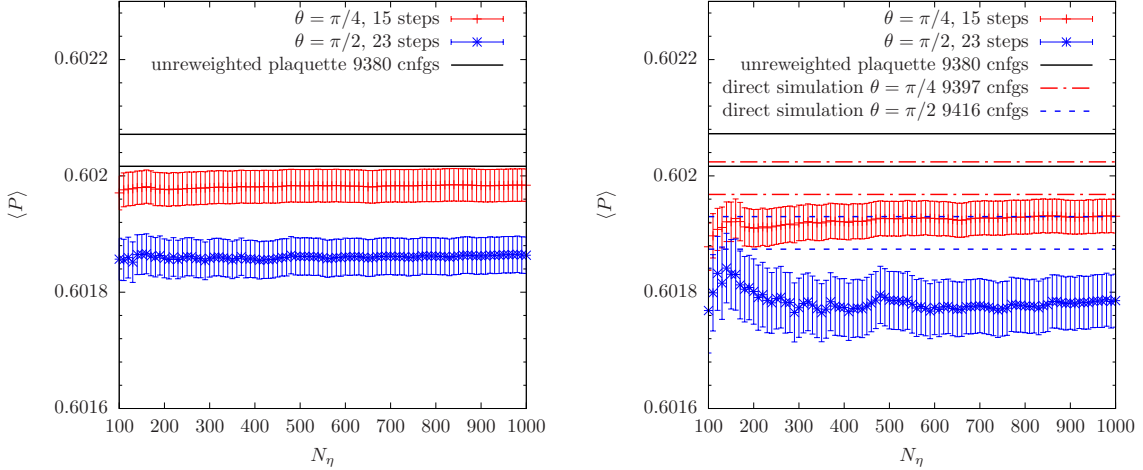 θ = π/4, 15 steps
θ = π/2, 23 steps
unreweighted plaquette 9380 cnfgs
0.6022
0.602
0.6018
0.6016
⟨P⟩
100 200 300 400 500 600 700 800 900 1000
N_η
θ = π/4, 15 steps
θ = π/2, 23 steps
unreweighted plaquette 9380 cnfgs
direct simulation θ = π/4 9397 cnfgs
direct simulation θ = π/2 9416 cnfgs
0.6022
0.602
0.6018
0.6016
⟨P⟩
100 200 300 400 500 600 700 800 900 1000
N_η